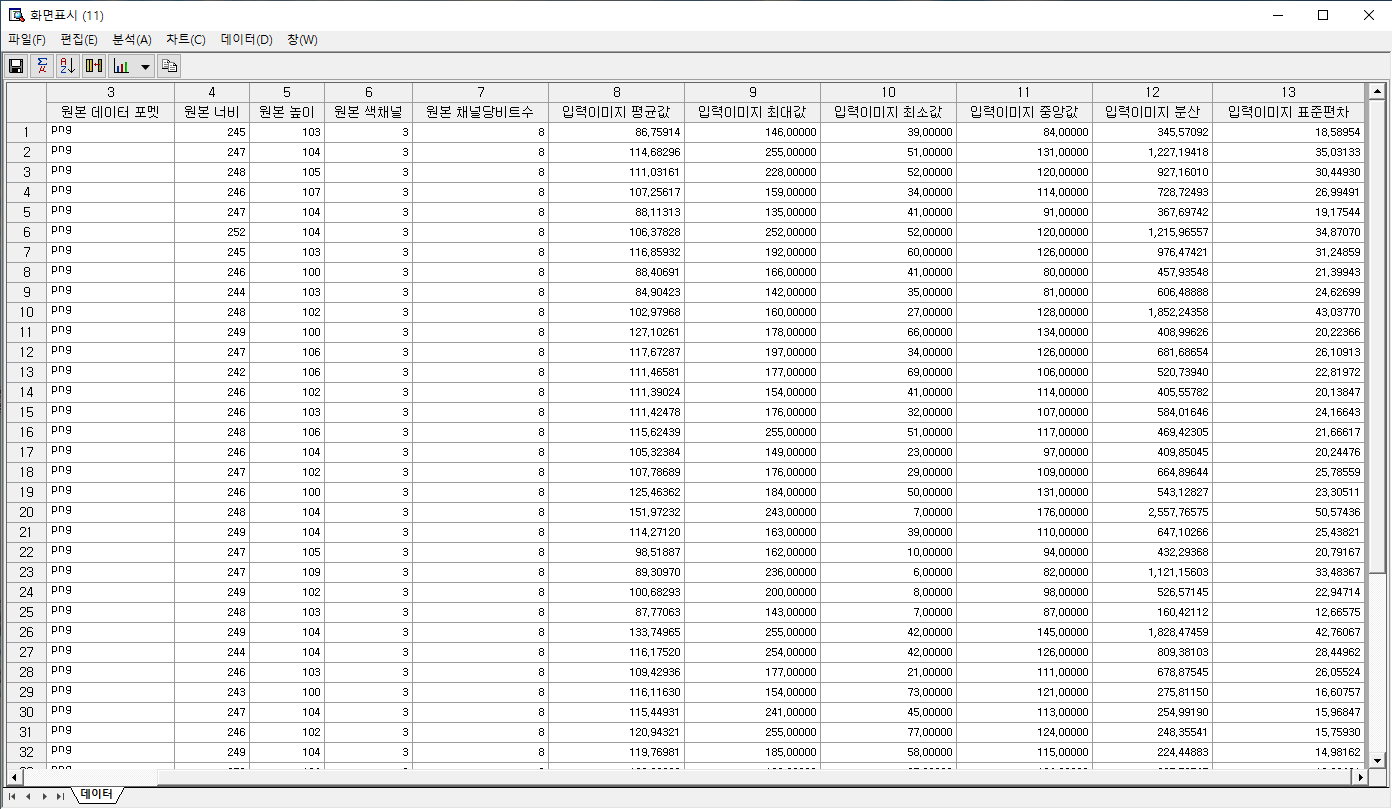 화면표시 (11)
파일(F) 편집(E) 분석(A) 차트(C) 데이터(D) 창(W)
3 4 5 6 7 8 9 10 11 12 13
원본 데이터 포멧 원본 너비 원본 높이 원본 색채널 원본 채널당비트수 입력이미지 평균값 입력이미지 최대값 입력이미지 최소값 입력이미지 중앙값 입력이미지 분산 입력이미지 표준편차
1 png 245 103 3 8 86,75914 146,00000 39,00000 84,00000 345,57092 18,58954
2 png 247 104 3 8 114,68296 255,00000 51,00000 131,00000 1,227,19418 35,03133
3 png 248 105 3 8 111,03161 228,00000 52,00000 120,00000 927,16010 30,44930
4 png 246 107 3 8 107,25617 159,00000 34,00000 114,00000 728,72493 26,99491
5 png 247 104 3 8 88,11313 135,00000 41,00000 91,00000 367,69742 19,17544
6 png 252 104 3 8 106,37828 252,00000 52,00000 120,00000 1,215,96557 34,87070
7 png 245 103 3 8 116,85932 192,00000 60,00000 126,00000 976,47421 31,24859
8 png 246 100 3 8 88,40691 166,00000 41,00000 80,00000 457,93548 21,39943
9 png 244 103 3 8 84,90423 142,00000 35,00000 81,00000 606,48888 24,62699
10 png 248 102 3 8 102,97968 160,00000 27,00000 128,00000 1,852,24358 43,03770
11 png 249 100 3 8 127,10261 178,00000 66,00000 134,00000 408,99626 20,22366
12 png 247 106 3 8 117,67287 197,00000 34,00000 126,00000 681,68654 26,10913
13 png 242 106 3 8 111,46581 177,00000 69,00000 106,00000 520,73940 22,81972
14 png 246 102 3 8 111,39024 154,00000 41,00000 114,00000 405,55782 20,13847
15 png 246 103 3 8 111,42478 176,00000 32,00000 107,00000 584,01646 24,16643
16 png 248 106 3 8 115,62439 255,00000 51,00000 117,00000 469,42305 21,66617
17 png 246 104 3 8 105,32384 149,00000 23,00000 97,00000 409,85045 20,24476
18 png 247 102 3 8 107,78689 176,00000 29,00000 109,00000 664,89644 25,78559
19 png 246 100 3 8 125,46362 184,00000 50,00000 131,00000 543,12827 23,30511
20 png 248 104 3 8 151,97232 243,00000 7,00000 176,00000 2,557,76575 50,57436
21 png 249 104 3 8 114,27120 163,00000 39,00000 110,00000 647,10266 25,43821
22 png 247 105 3 8 98,51887 162,00000 10,00000 94,00000 432,29368 20,79167
23 png 247 109 3 8 89,30970 236,00000 6,00000 82,00000 1,121,15603 33,48367
24 png 249 102 3 8 100,68293 200,00000 8,00000 98,00000 526,57145 22,94714
25 png 248 103 3 8 87,77063 143,00000 7,00000 87,00000 160,42112 12,66575
26 png 249 104 3 8 133,74965 255,00000 42,00000 145,00000 1,828,47459 42,76067
27 png 244 104 3 8 116,17520 254,00000 42,00000 126,00000 809,38103 28,44962
28 png 246 103 3 8 109,42936 177,00000 21,00000 111,00000 678,87245 26,05524
29 png 243 100 3 8 116,11630 154,00000 73,00000 121,00000 275,81150 16,60757
30 png 247 104 3 8 115,44931 241,00000 45,00000 113,00000 254,99190 15,96847
31 png 246 102 3 8 120,94321 255,00000 77,00000 124,00000 248,35541 15,75930
32 png 249 104 3 8 119,76981 185,00000 58,00000 115,00000 224,44883 14,98162
데이터